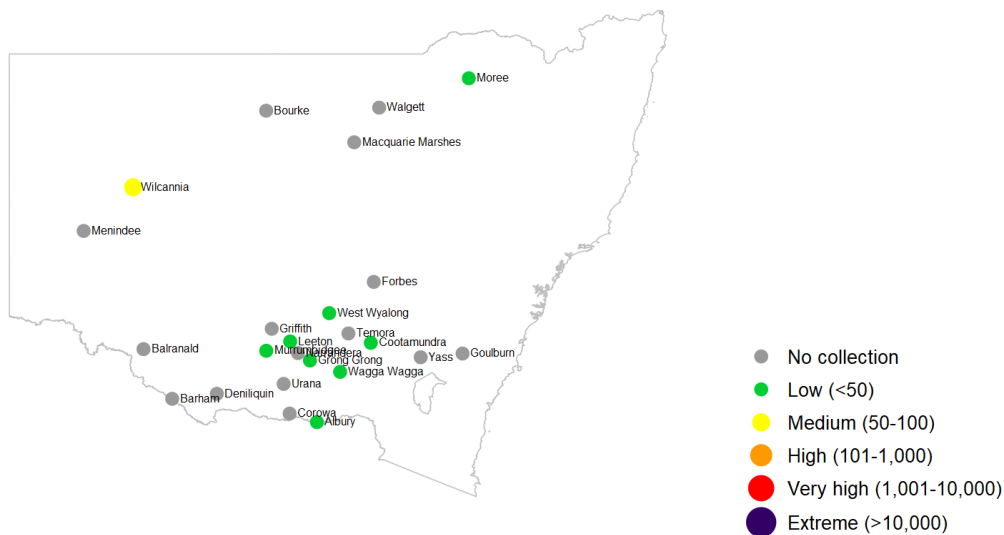 Moree
Bourke
Walgett
Macquarie Marshes
Wilcannia
Menindee
Forbes
West Wyalong
Griffith
Temora
Leeton
Cootamundra
Balranald
Murrumbidgee
Narrandera
Grong Grong
Yass
Goulburn
Wagga Wagga
Urana
Deniliquin
Barham
Corowa
Albury
No collection
Low (<50)
Medium (50-100)
High (101-1,000)
Very high (1,001-10,000)
Extreme (>10,000)